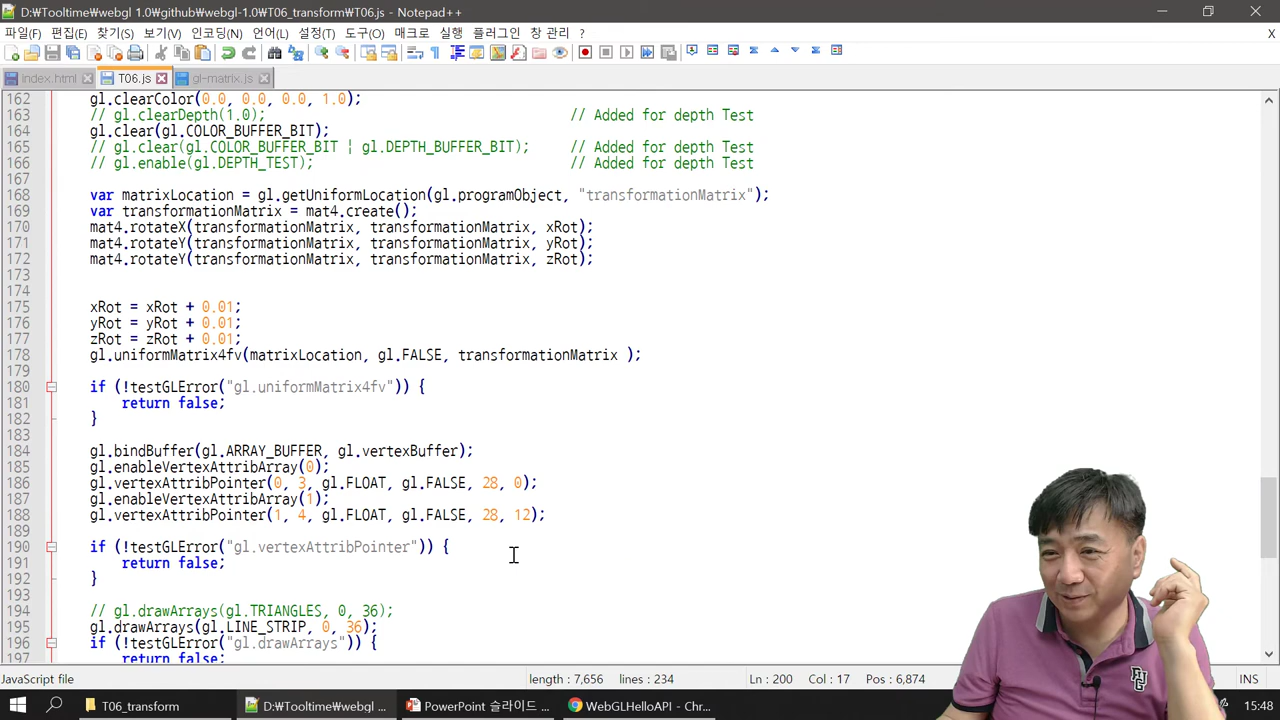 D:\Tooltime\webgl 1.0\github\webgl-1.0\T06_transform\T06.js - Notepad++
파일(F) 편집(E) 찾기(S) 보기(V) 인코딩(N) 언어(L) 설정(T) 도구(O) 매크로 실행 플러그인 창 관리 ? X
index.html T06.js gl-matrix.js
162 gl.clearColor(0.0, 0.0, 0.0, 1.0);
163 // gl.clearDepth(1.0); // Added for depth Test
164 gl.clear(gl.COLOR_BUFFER_BIT);
165 // gl.clear(gl.COLOR_BUFFER_BIT | gl.DEPTH_BUFFER_BIT); // Added for depth Test
166 // gl.enable(gl.DEPTH_TEST); // Added for depth Test
167
168 var matrixLocation = gl.getUniformLocation(gl.programObject, "transformationMatrix");
169 var transformationMatrix = mat4.create();
170 mat4.rotateX(transformationMatrix, transformationMatrix, xRot);
171 mat4.rotateY(transformationMatrix, transformationMatrix, yRot);
172 mat4.rotateY(transformationMatrix, transformationMatrix, zRot);
173
174
175 xRot = xRot + 0.01;
176 yRot = yRot + 0.01;
177 zRot = zRot + 0.01;
178 gl.uniformMatrix4fv(matrixLocation, gl.FALSE, transformationMatrix );
179
180 if (!testGLError("gl.uniformMatrix4fv")) {
181 return false;
182 }
183
184 gl.bindBuffer(gl.ARRAY_BUFFER, gl.vertexBuffer);
185 gl.enableVertexAttribArray(0);
186 gl.vertexAttribPointer(0, 3, gl.FLOAT, gl.FALSE, 28, 0);
187 gl.enableVertexAttribArray(1);
188 gl.vertexAttribPointer(1, 4, gl.FLOAT, gl.FALSE, 28, 12);
189
190 if (!testGLError("gl.vertexAttribPointer")) {
191 return false;
192 }
193
194 // gl.drawArrays(gl.TRIANGLES, 0, 36);
195 gl.drawArrays(gl.LINE_STRIP, 0, 36);
196 if (!testGLError("gl.drawArrays")) {
197 return false;
JavaScript file length : 7,656 lines : 234 Ln : 200 Col : 17 Pos : 6,874 INS
T06_transform D:\Tooltime\webgl ... PowerPoint 슬라이드 ... WebGLHelloAPI - Chr... 15:48